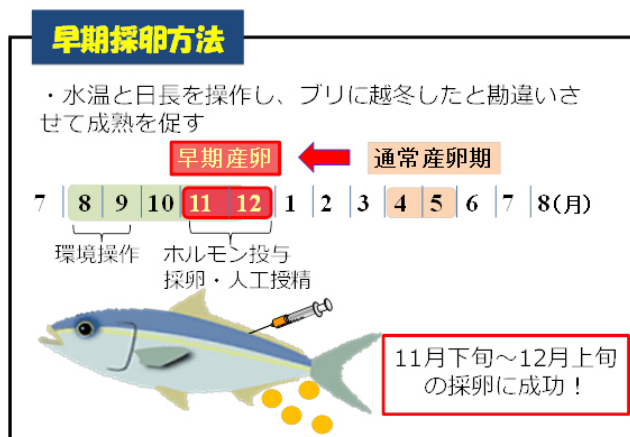 早期採卵方法
・水温と日長を操作し、ブリに越冬したと勘違いさ
せて成熟を促す
早期産卵 通常産卵期
7 8 9 10 11 12 1 2 3 4 5 6 7 8(月)
環境操作 ホルモン投与
採卵・人工授精
11月下旬~12月上旬
の採卵に成功!